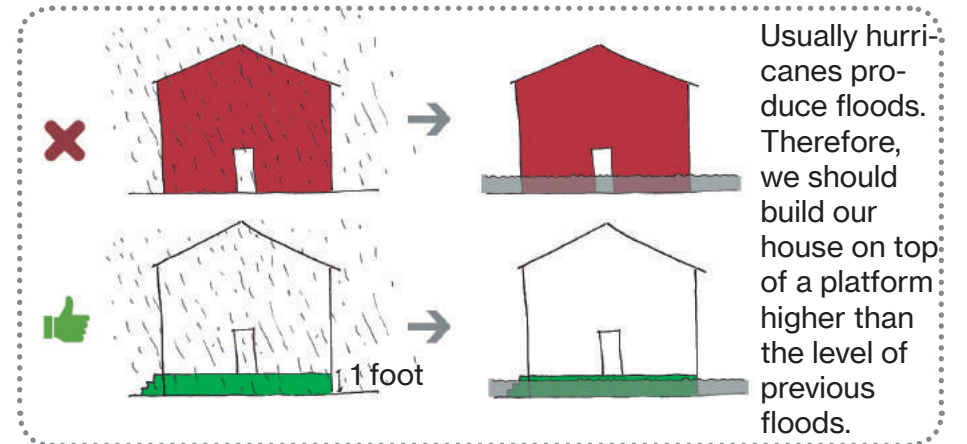 Usually hurri-
canes pro-
duce floods.
Therefore,
we should
build our
house on top
of a platform
higher than
the level of
previous
floods.
1 foot